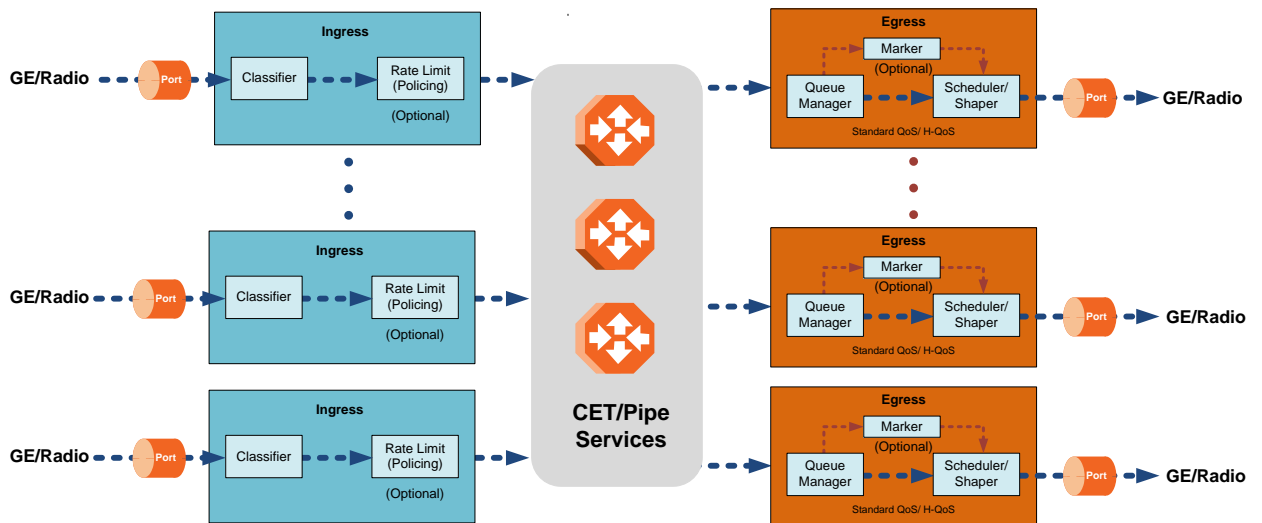 Ingress
GE/Radio
Port
Classifier
Rate Limit
(Policing)
(Optional)
Egress
Marker
(Optional)
Queue
Manager
Scheduler/
Shaper
Standard QoS/ H-QoS
Port
GE/Radio
Ingress
GE/Radio
Port
Classifier
Rate Limit
(Policing)
(Optional)
Egress
Marker
(Optional)
Queue
Manager
Scheduler/
Shaper
Standard QoS/ H-QoS
Port
GE/Radio
Ingress
GE/Radio
Port
Classifier
Rate Limit
(Policing)
(Optional)
CET/Pipe
Services
Egress
Marker
(Optional)
Queue
Manager
Scheduler/
Shaper
Standard QoS/ H-QoS
Port
GE/Radio